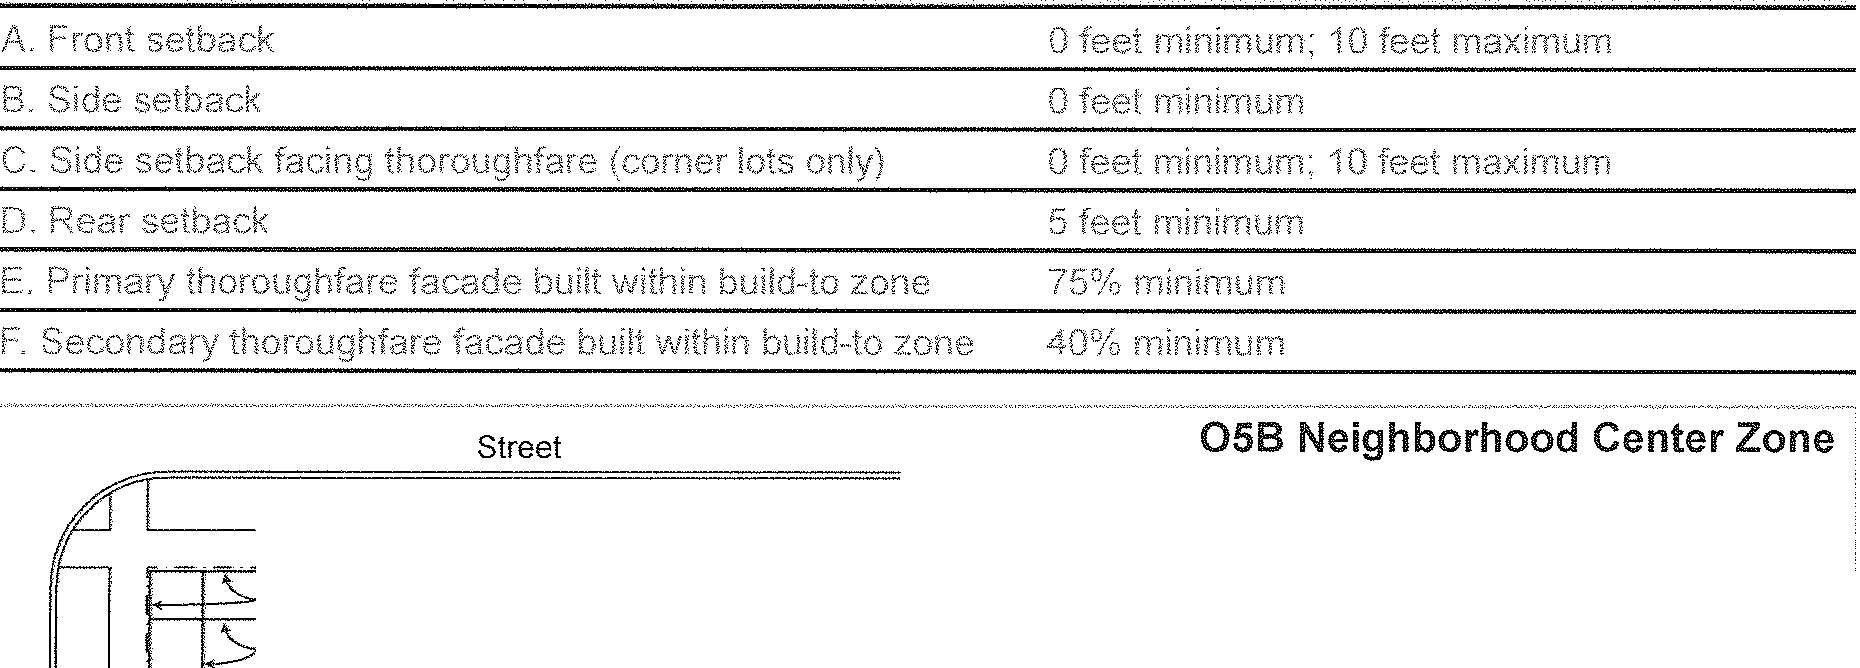 A. Front setback 0 feet minimum; 10 feet maximum
B. Side setback 0 feet minimum
C. Side setback facing thoroughfare (corner lots only) 0 feet minimum; 10 feet maximum
D. Rear setback 5 feet minimum
E. Primary thoroughfare facade built within build-to zone 75% minimum
F. Secondary thoroughfare facade built within build-to zone 40% minimum
O5B Neighborhood Center Zone
Street